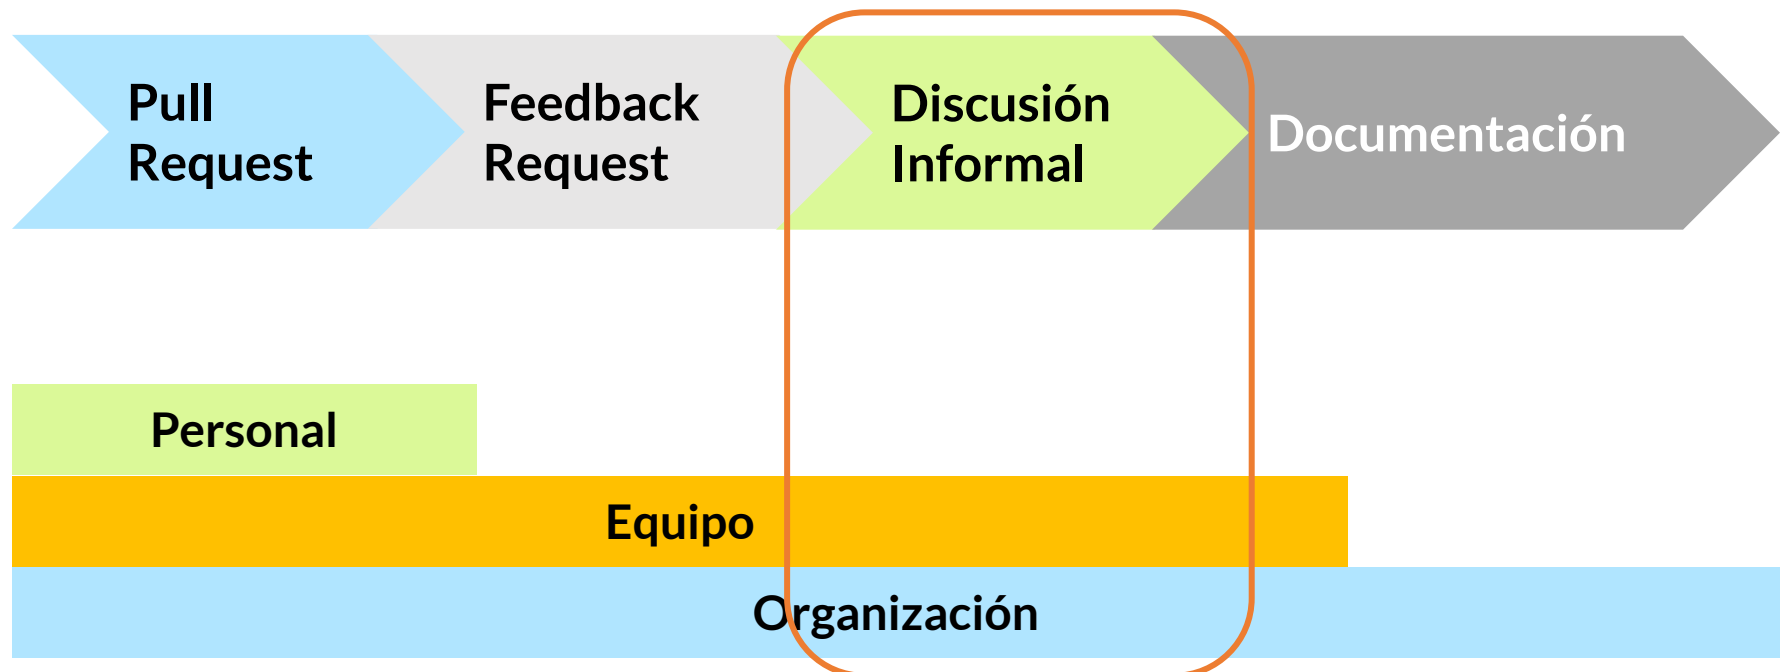 Pull
Request
Feedback
Request
Discusión
Informal
Documentación
Personal
Equipo
Organización